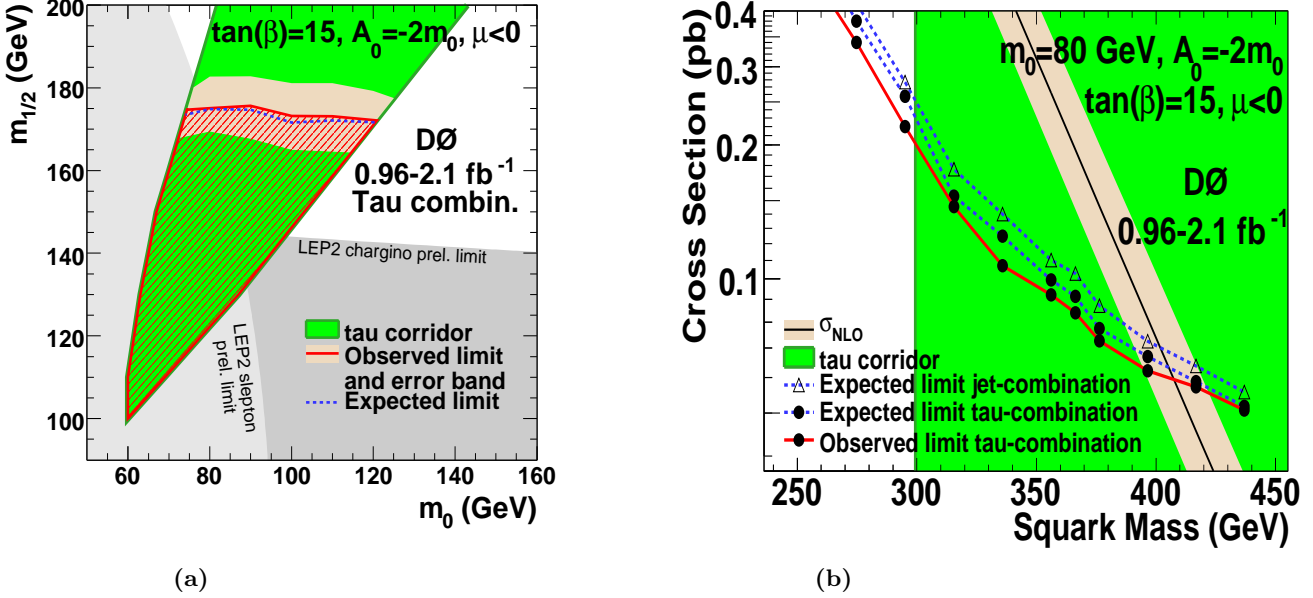 m1/2 (GeV)
200
180
160
140
120
100
tan(β)=15, A0=-2m0, μ<0
DØ
0.96-2.1 fb-1
Tau combin.
LEP2 chargino prel. limit
LEP2 slepton
prel. limit
tau corridor
Observed limit
and error band
Expected limit
60 80 100 120 140 160
m0 (GeV)
(a)
Cross Section (pb)
0.4
0.3
0.2
0.1
m0=80 GeV, A0=-2m0
tan(β)=15, μ<0
DØ
0.96-2.1 fb-1
σNLO
tau corridor
Expected limit jet-combination
Expected limit tau-combination
Observed limit tau-combination
250 300 350 400 450
Squark Mass (GeV)
(b)